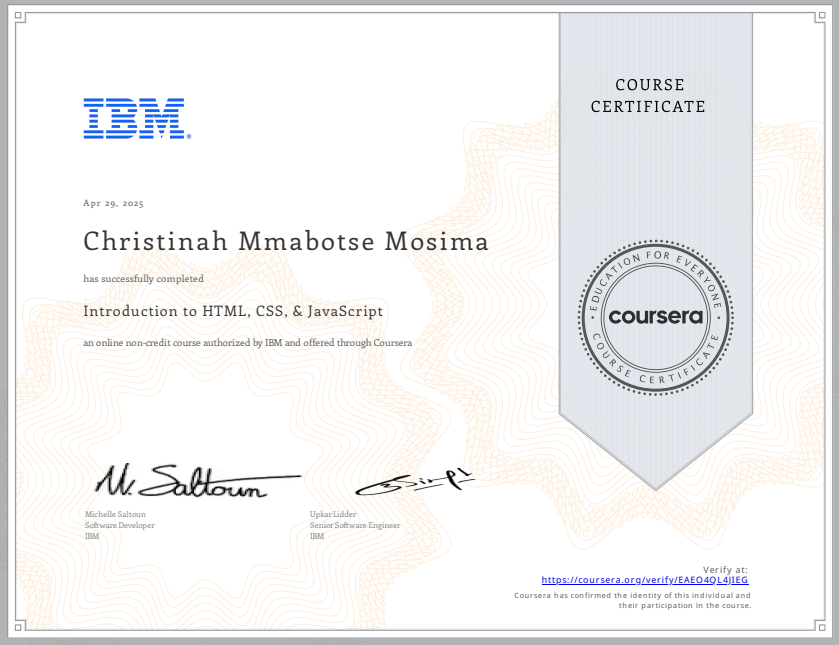 IBM®
COURSE
CERTIFICATE
Apr 29, 2025
Christinah Mmabotse Mosima
has successfully completed
Introduction to HTML, CSS, & JavaScript
an online non-credit course authorized by IBM and offered through Coursera
EDUCATION FOR EVERYONE
coursera
COURSE CERTIFICATE
M. Saltoun
Michelle Saltoun
Software Developer
IBM
Upkar Lidder
Senior Software Engineer
IBM
Verify at:
https://coursera.org/verify/EAEO4QL4JIEG
Coursera has confirmed the identity of this individual and
their participation in the course.